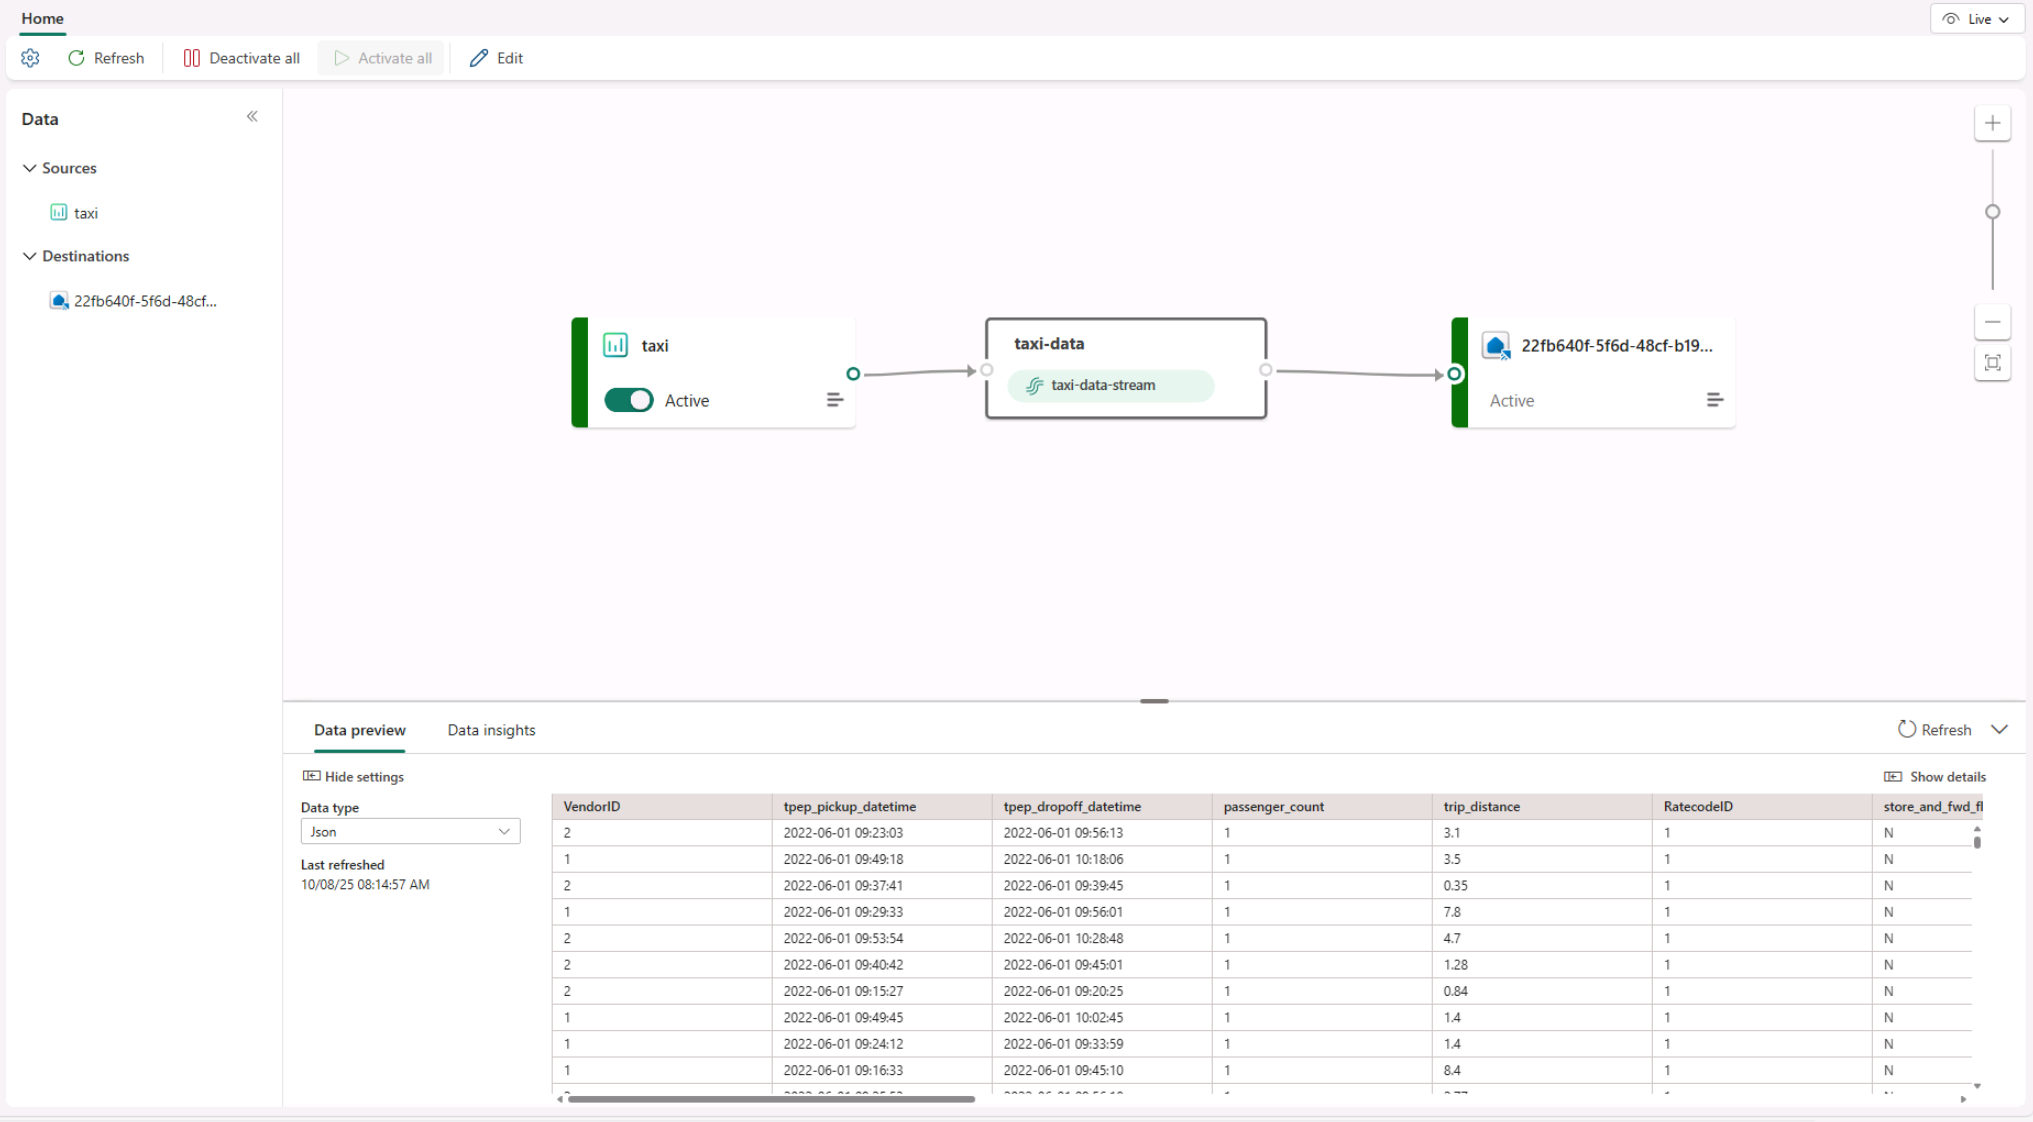 Home
Live
Refresh
Deactivate all
Activate all
Edit
Data
Sources
taxi
Destinations
22fb640f-5f6d-48cf...
taxi
Active
taxi-data
taxi-data-stream
22fb640f-5f6d-48cf-b19...
Active
Data preview
Data insights
Refresh
Hide settings
Show details
Data type
Json
Last refreshed
10/08/25 08:14:57 AM
VendorID tpep_pickup_datetime tpep_dropoff_datetime passenger_count trip_distance RatecodeID store_and_fwd_fl
2 2022-06-01 09:23:03 2022-06-01 09:56:13 1 3.1 1 N
1 2022-06-01 09:49:18 2022-06-01 10:18:06 1 3.5 1 N
2 2022-06-01 09:37:41 2022-06-01 09:39:45 1 0.35 1 N
1 2022-06-01 09:29:33 2022-06-01 09:56:01 1 7.8 1 N
2 2022-06-01 09:53:54 2022-06-01 10:28:48 1 4.7 1 N
2 2022-06-01 09:40:42 2022-06-01 09:45:01 1 1.28 1 N
2 2022-06-01 09:15:27 2022-06-01 09:20:25 1 0.84 1 N
1 2022-06-01 09:49:45 2022-06-01 10:02:45 1 1.4 1 N
1 2022-06-01 09:24:12 2022-06-01 09:33:59 1 1.4 1 N
1 2022-06-01 09:16:33 2022-06-01 09:45:10 1 8.4 1 N